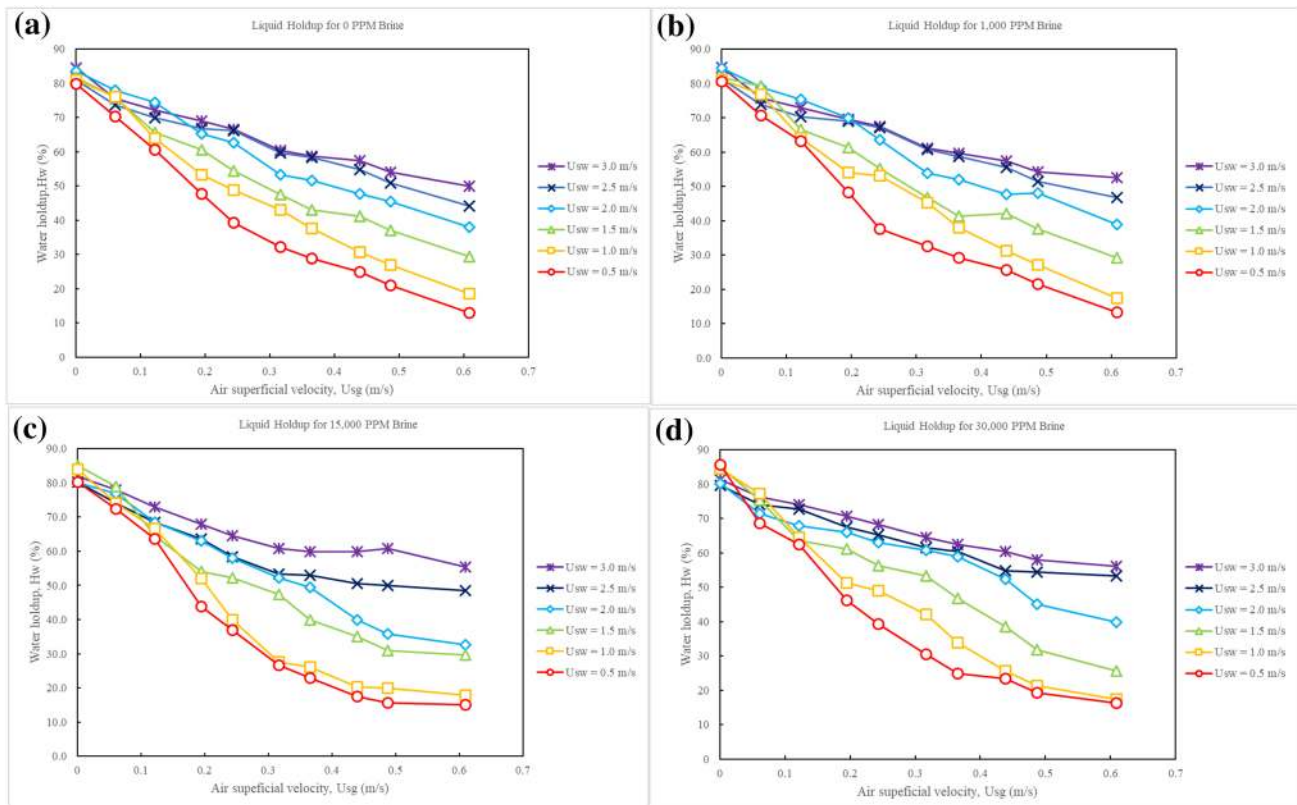 (a)
Liquid Holdup for 0 PPM Brine
90
80
70
60
50
40
30
20
10
0
Water holdup,Hw (%)
0 0.1 0.2 0.3 0.4 0.5 0.6 0.7
Air superficial velocity, Usg (m/s)
Usw = 3.0 m/s
Usw = 2.5 m/s
Usw = 2.0 m/s
Usw = 1.5 m/s
Usw = 1.0 m/s
Usw = 0.5 m/s
(b)
Liquid Holdup for 1,000 PPM Brine
90.0
80.0
70.0
60.0
50.0
40.0
30.0
20.0
10.0
0.0
Water holdup,Hw (%)
0 0.1 0.2 0.3 0.4 0.5 0.6 0.7
Air superficial velocity, Usg (m/s)
Usw = 3.0 m/s
Usw = 2.5 m/s
Usw = 2.0 m/s
Usw = 1.5 m/s
Usw = 1.0 m/s
Usw = 0.5 m/s
(c)
Liquid Holdup for 15,000 PPM Brine
90.0
80.0
70.0
60.0
50.0
40.0
30.0
20.0
10.0
0.0
Water holdup, Hw (%)
0 0.1 0.2 0.3 0.4 0.5 0.6 0.7
Air superficial velocity, Usg (m/s)
Usw = 3.0 m/s
Usw = 2.5 m/s
Usw = 2.0 m/s
Usw = 1.5 m/s
Usw = 1.0 m/s
Usw = 0.5 m/s
(d)
Liquid Holdup for 30,000 PPM Brine
90
80
70
60
50
40
30
20
10
0
Water holdup, Hw (%)
0 0.1 0.2 0.3 0.4 0.5 0.6 0.7
Air superficial velocity, Usg (m/s)
Usw = 3.0 m/s
Usw = 2.5 m/s
Usw = 2.0 m/s
Usw = 1.5 m/s
Usw = 1.0 m/s
Usw = 0.5 m/s